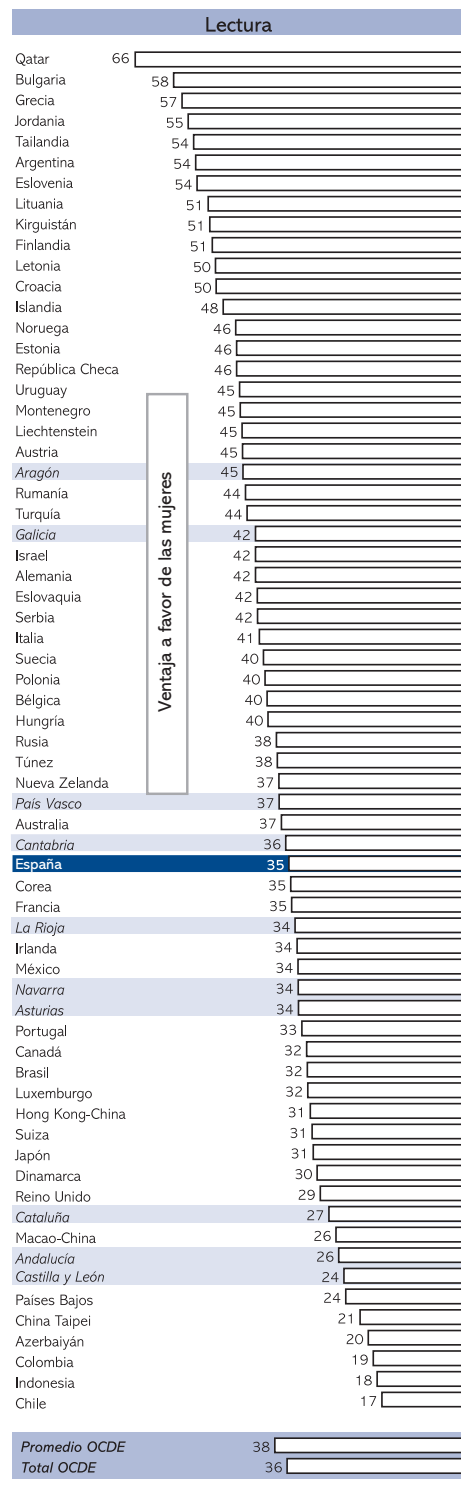 Lectura
Qatar 66
Bulgaria 58
Grecia 57
Jordania 55
Tailandia 54
Argentina 54
Eslovenia 54
Lituania 51
Kirguistán 51
Finlandia 51
Letonia 50
Croacia 50
Islandia 48
Noruega 46
Estonia 46
República Checa 46
Uruguay 45
Montenegro 45
Liechtenstein 45
Austria 45
Aragón 45
Rumanía 44
Turquía 44
Galicia 42
Israel 42
Alemania 42
Eslovaquia 42
Serbia 42
Italia 41
Suecia 40
Polonia 40
Bélgica 40
Hungría 40
Rusia 38
Túnez 38
Nueva Zelanda 37
País Vasco 37
Australia 37
Cantabria 36
España 35
Corea 35
Francia 35
La Rioja 34
Irlanda 34
México 34
Navarra 34
Asturias 34
Portugal 33
Canadá 32
Brasil 32
Luxemburgo 32
Hong Kong-China 31
Suiza 31
Japón 31
Dinamarca 30
Reino Unido 29
Cataluña 27
Macao-China 26
Andalucía 26
Castilla y León 24
Países Bajos 24
China Taipei 21
Azerbaiyán 20
Colombia 19
Indonesia 18
Chile 17
Ventaja a favor de las mujeres
Promedio OCDE 38
Total OCDE 36